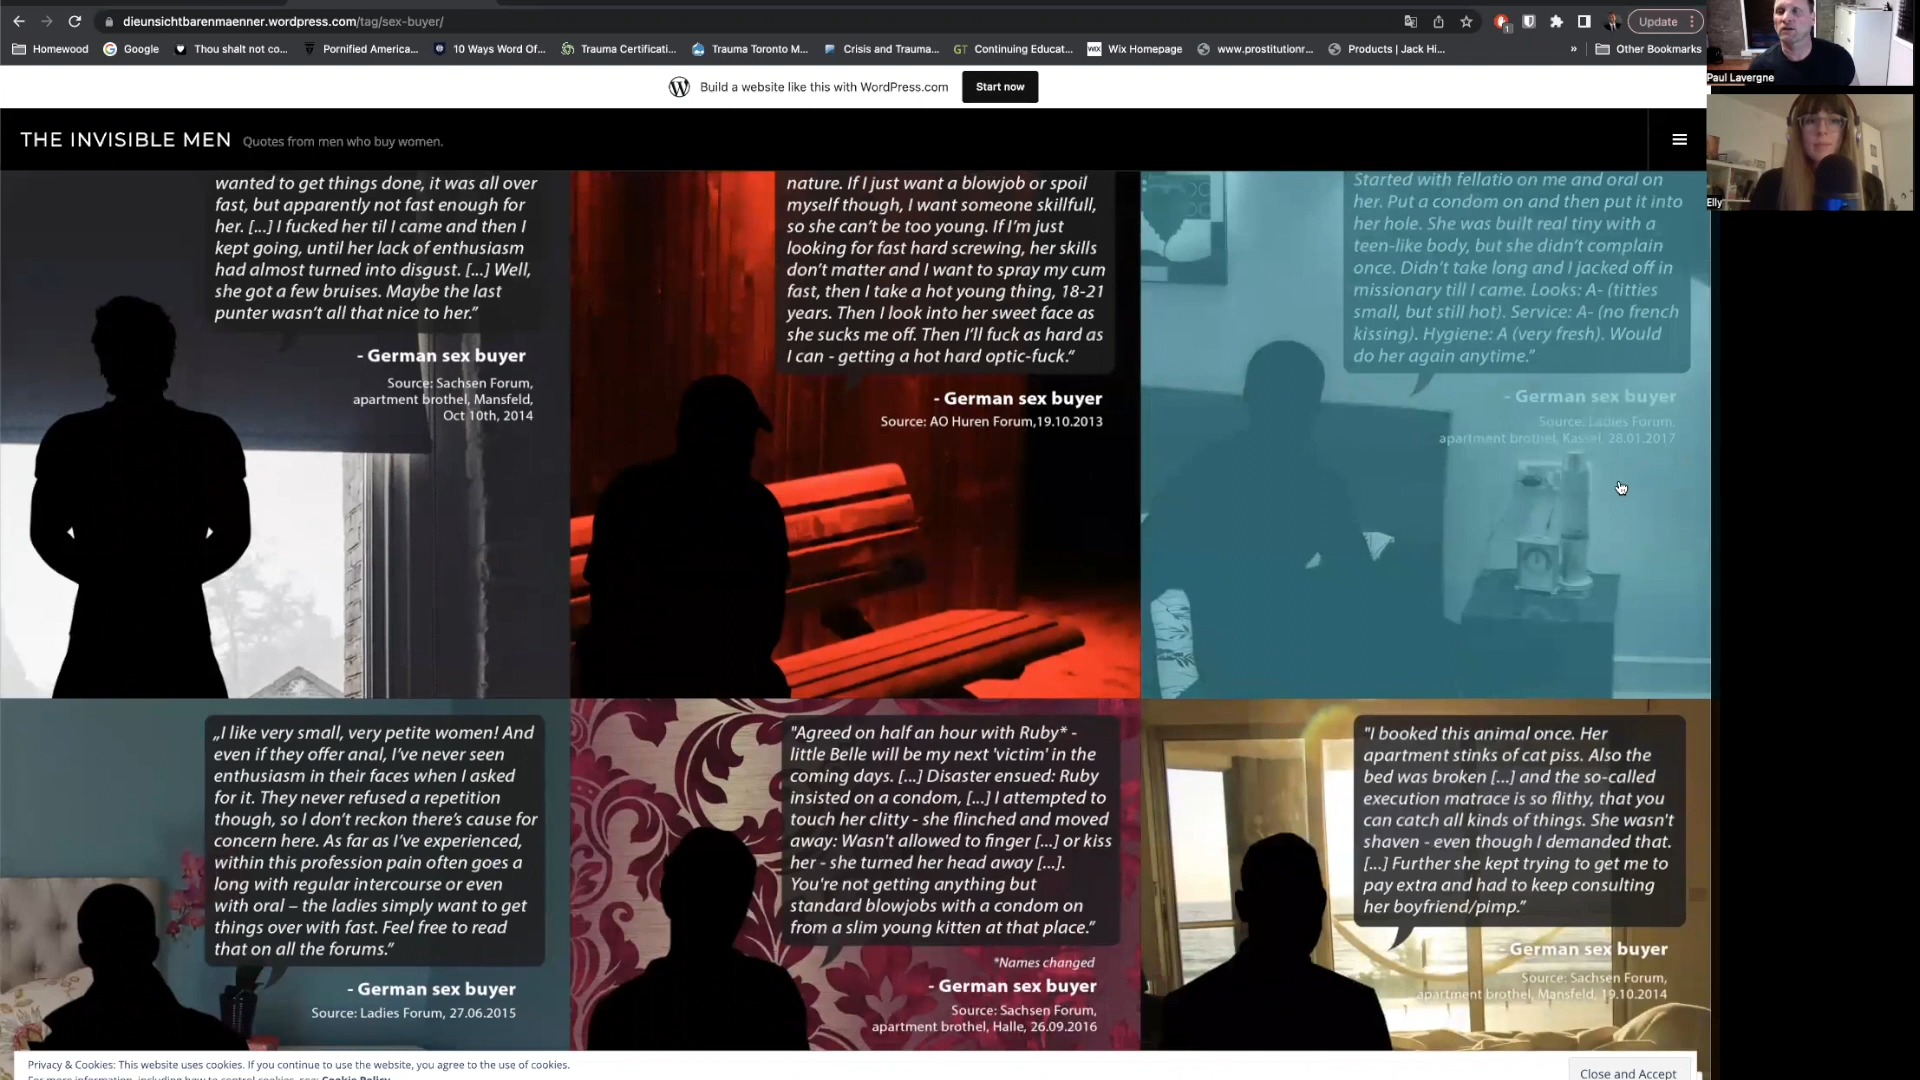 dieunsichtbarenmaenner.wordpress.com/tag/sex-buyer/
Update
Homewood
Google
Thou shalt not co...
Pornified America...
10 Ways Word Of...
Trauma Certificati...
Trauma Toronto M...
Crisis and Trauma...
Continuing Educat...
Wix Homepage
www.prostitutionr...
Products | Jack Hi...
»
Other Bookmarks
Paul Lavergne
Elly
Build a website like this with WordPress.com
Start now
THE INVISIBLE MEN
Quotes from men who buy women.
wanted to get things done, it was all over
fast, but apparently not fast enough for
her. [...] I fucked her til I came and then I
kept going, until her lack of enthusiasm
had almost turned into disgust. [...] Well,
she got a few bruises. Maybe the last
punter wasn't all that nice to her."
- German sex buyer
Source: Sachsen Forum,
apartment brothel, Mansfeld,
Oct 10th, 2014
nature. If I just want a blowjob or spoil
myself though, I want someone skillful,
so she can't be too young. If I'm just
looking for fast hard screwing, her skills
don't matter and I want to spray my cum
fast, then I take a hot young thing, 18-21
years. Then I look into her sweet face as
she sucks me off. Then I'll fuck as hard as
I can - getting a hot hard optic-fuck."
- German sex buyer
Source: AO Huren Forum,19.10.2013
Started with fellatio on me and oral on
her. Put a condom on and then put it into
her hole. She was built real tiny with a
teen-like body, but she didn't complain
once. Didn't take long and I jacked off in
missionary till I came. Looks: A- (titties
small, but still hot). Service: A- (no french
kissing). Hygiene: A (very fresh). Would
do her again anytime."
- German sex buyer
Source: Ladies Forum,
apartment brothel, Kassel, 28.01.2017
„I like very small, very petite women! And
even if they offer anal, I've never seen
enthusiasm in their faces when I asked
for it. They never refused a repetition
though, so I don't reckon there's cause for
concern here. As far as I've experienced,
within this profession pain often goes a
long with regular intercourse or even
with oral – the ladies simply want to get
things over with fast. Feel free to read
that on all the forums."
- German sex buyer
Source: Ladies Forum, 27.06.2015
"Agreed on half an hour with Ruby* -
little Belle will be my next 'victim' in the
coming days. [...] Disaster ensued: Ruby
insisted on a condom, [...] I attempted to
touch her clitty - she flinched and moved
away: Wasn't allowed to finger [...] or kiss
her - she turned her head away [...].
You're not getting anything but
standard blowjobs with a condom on
from a slim young kitten at that place."
*Names changed
- German sex buyer
Source: Sachsen Forum,
apartment brothel, Halle, 26.09.2016
"I booked this animal once. Her
apartment stinks of cat piss. Also the
bed was broken [...] and the so-called
execution matrace is so flithy, that you
can catch all kinds of things. She wasn't
shaven - even though I demanded that.
[...] Further she kept trying to get me to
pay extra and had to keep consulting
her boyfriend/pimp."
- German sex buyer
Source: Sachsen Forum,
apartment brothel, Mansfeld, 19.10.2014
Privacy & Cookies: This website uses cookies. If you continue to use the website, you agree to the use of cookies.
For more information, including how to control cookies, see: Cookie Policy
Close and Accept